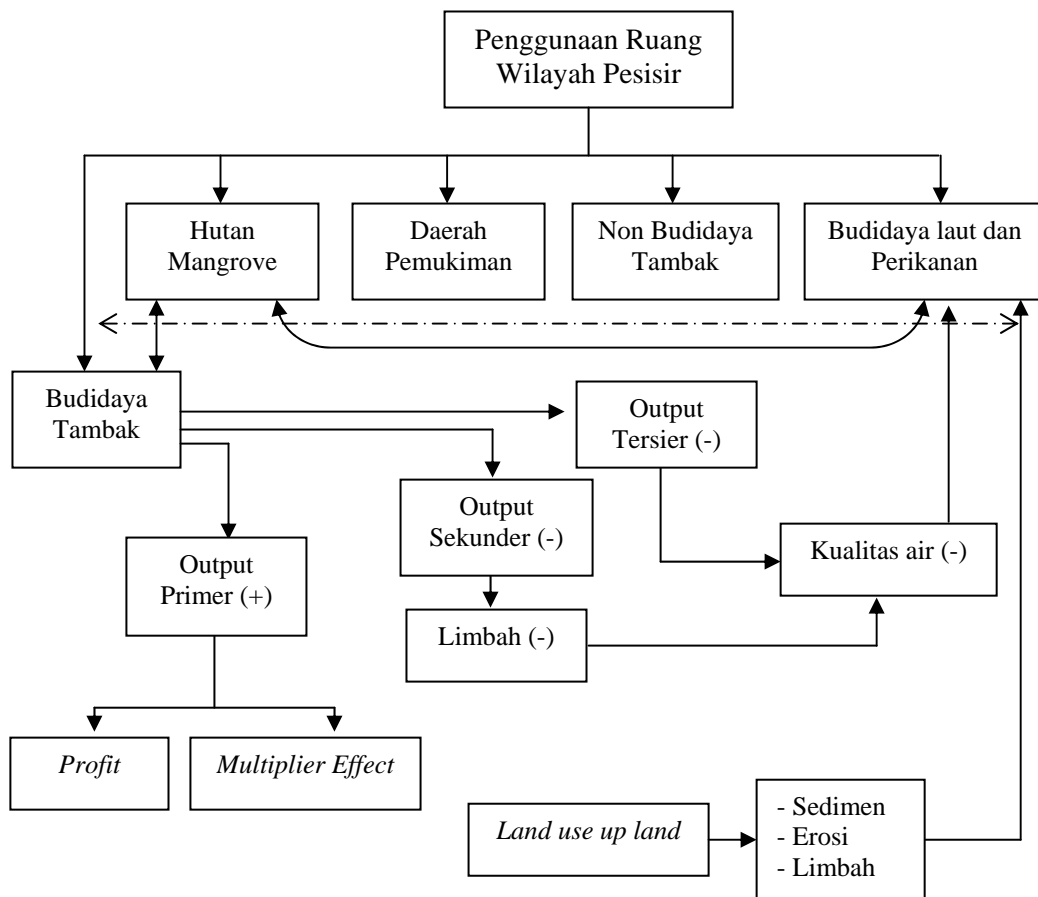 Penggunaan Ruang
Wilayah Pesisir
Hutan
Mangrove
Daerah
Pemukiman
Non Budidaya
Tambak
Budidaya laut dan
Perikanan
Budidaya
Tambak
Output
Tersier (-)
Output
Sekunder (-)
Kualitas air (-)
Output
Primer (+)
Limbah (-)
Profit
Multiplier Effect
Land use up land
- Sedimen
- Erosi
- Limbah